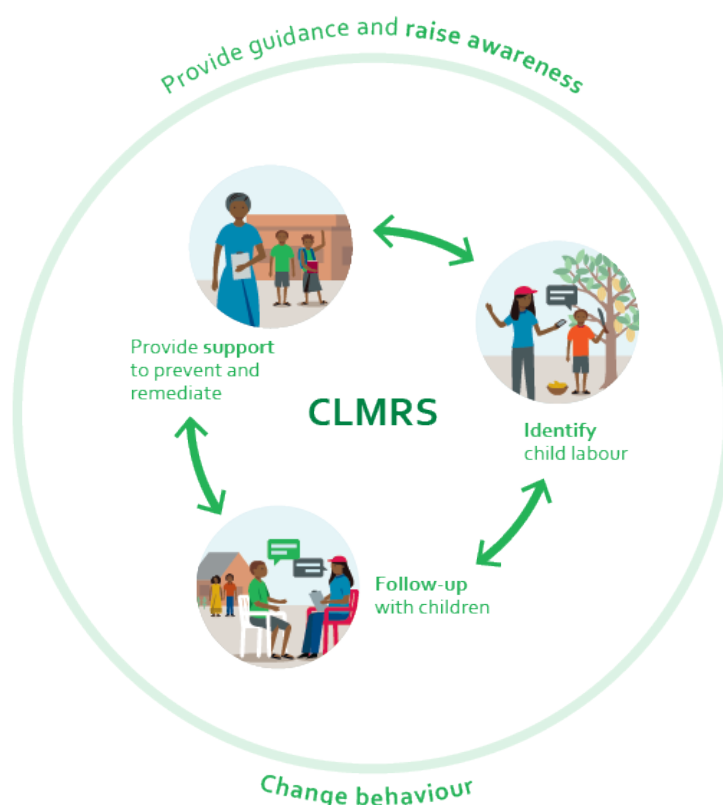 Provide guidance and raise awareness
Provide support
to prevent and
remediate
CLMRS
Identify
child labour
Follow-up
with children
Change behaviour